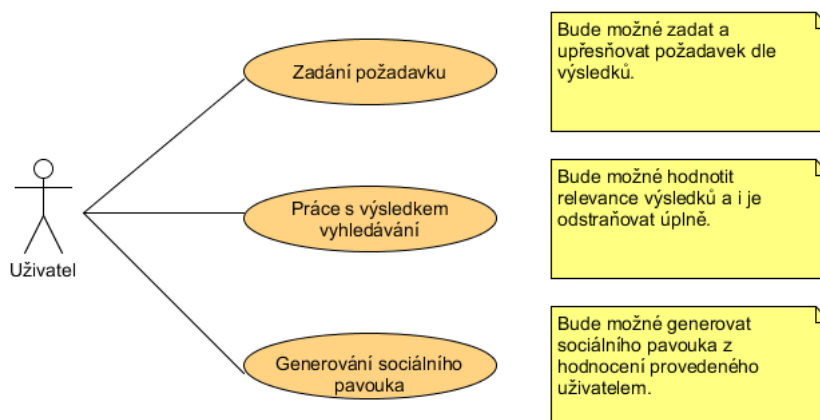 Zadání požadavku
Bude možné zadat a
upřesňovat požadavek dle
výsledků.
Uživatel
Práce s výsledkem
vyhledávání
Bude možné hodnotit
relevance výsledků a i je
odstraňovat úplně.
Generování sociálního
pavouka
Bude možné generovat
sociálního pavouka z
hodnocení provedeného
uživatelem.